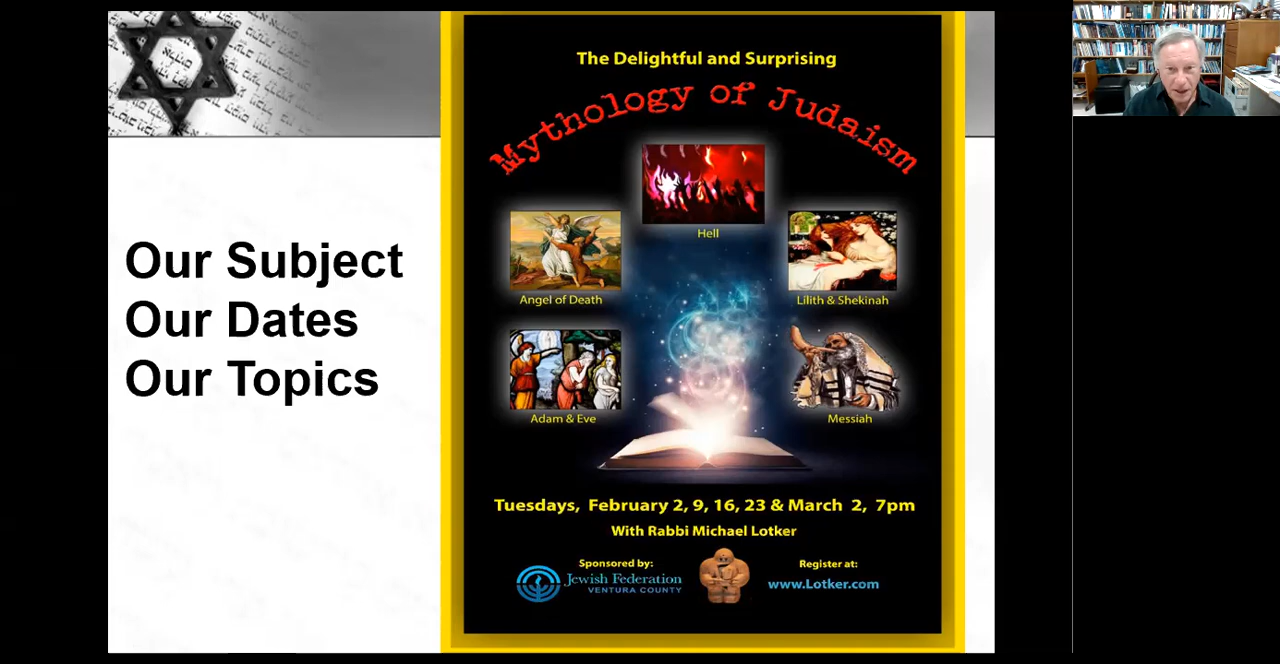 Our Subject
Our Dates
Our Topics
The Delightful and Surprising
Mythology of Judaism
Hell
Angel of Death
Lilith & Shekinah
Adam & Eve
Messiah
Tuesdays, February 2, 9, 16, 23 & March 2, 7pm
With Rabbi Michael Lotker
Sponsored by:
Jewish Federation
VENTURA COUNTY
Register at:
www.Lotker.com